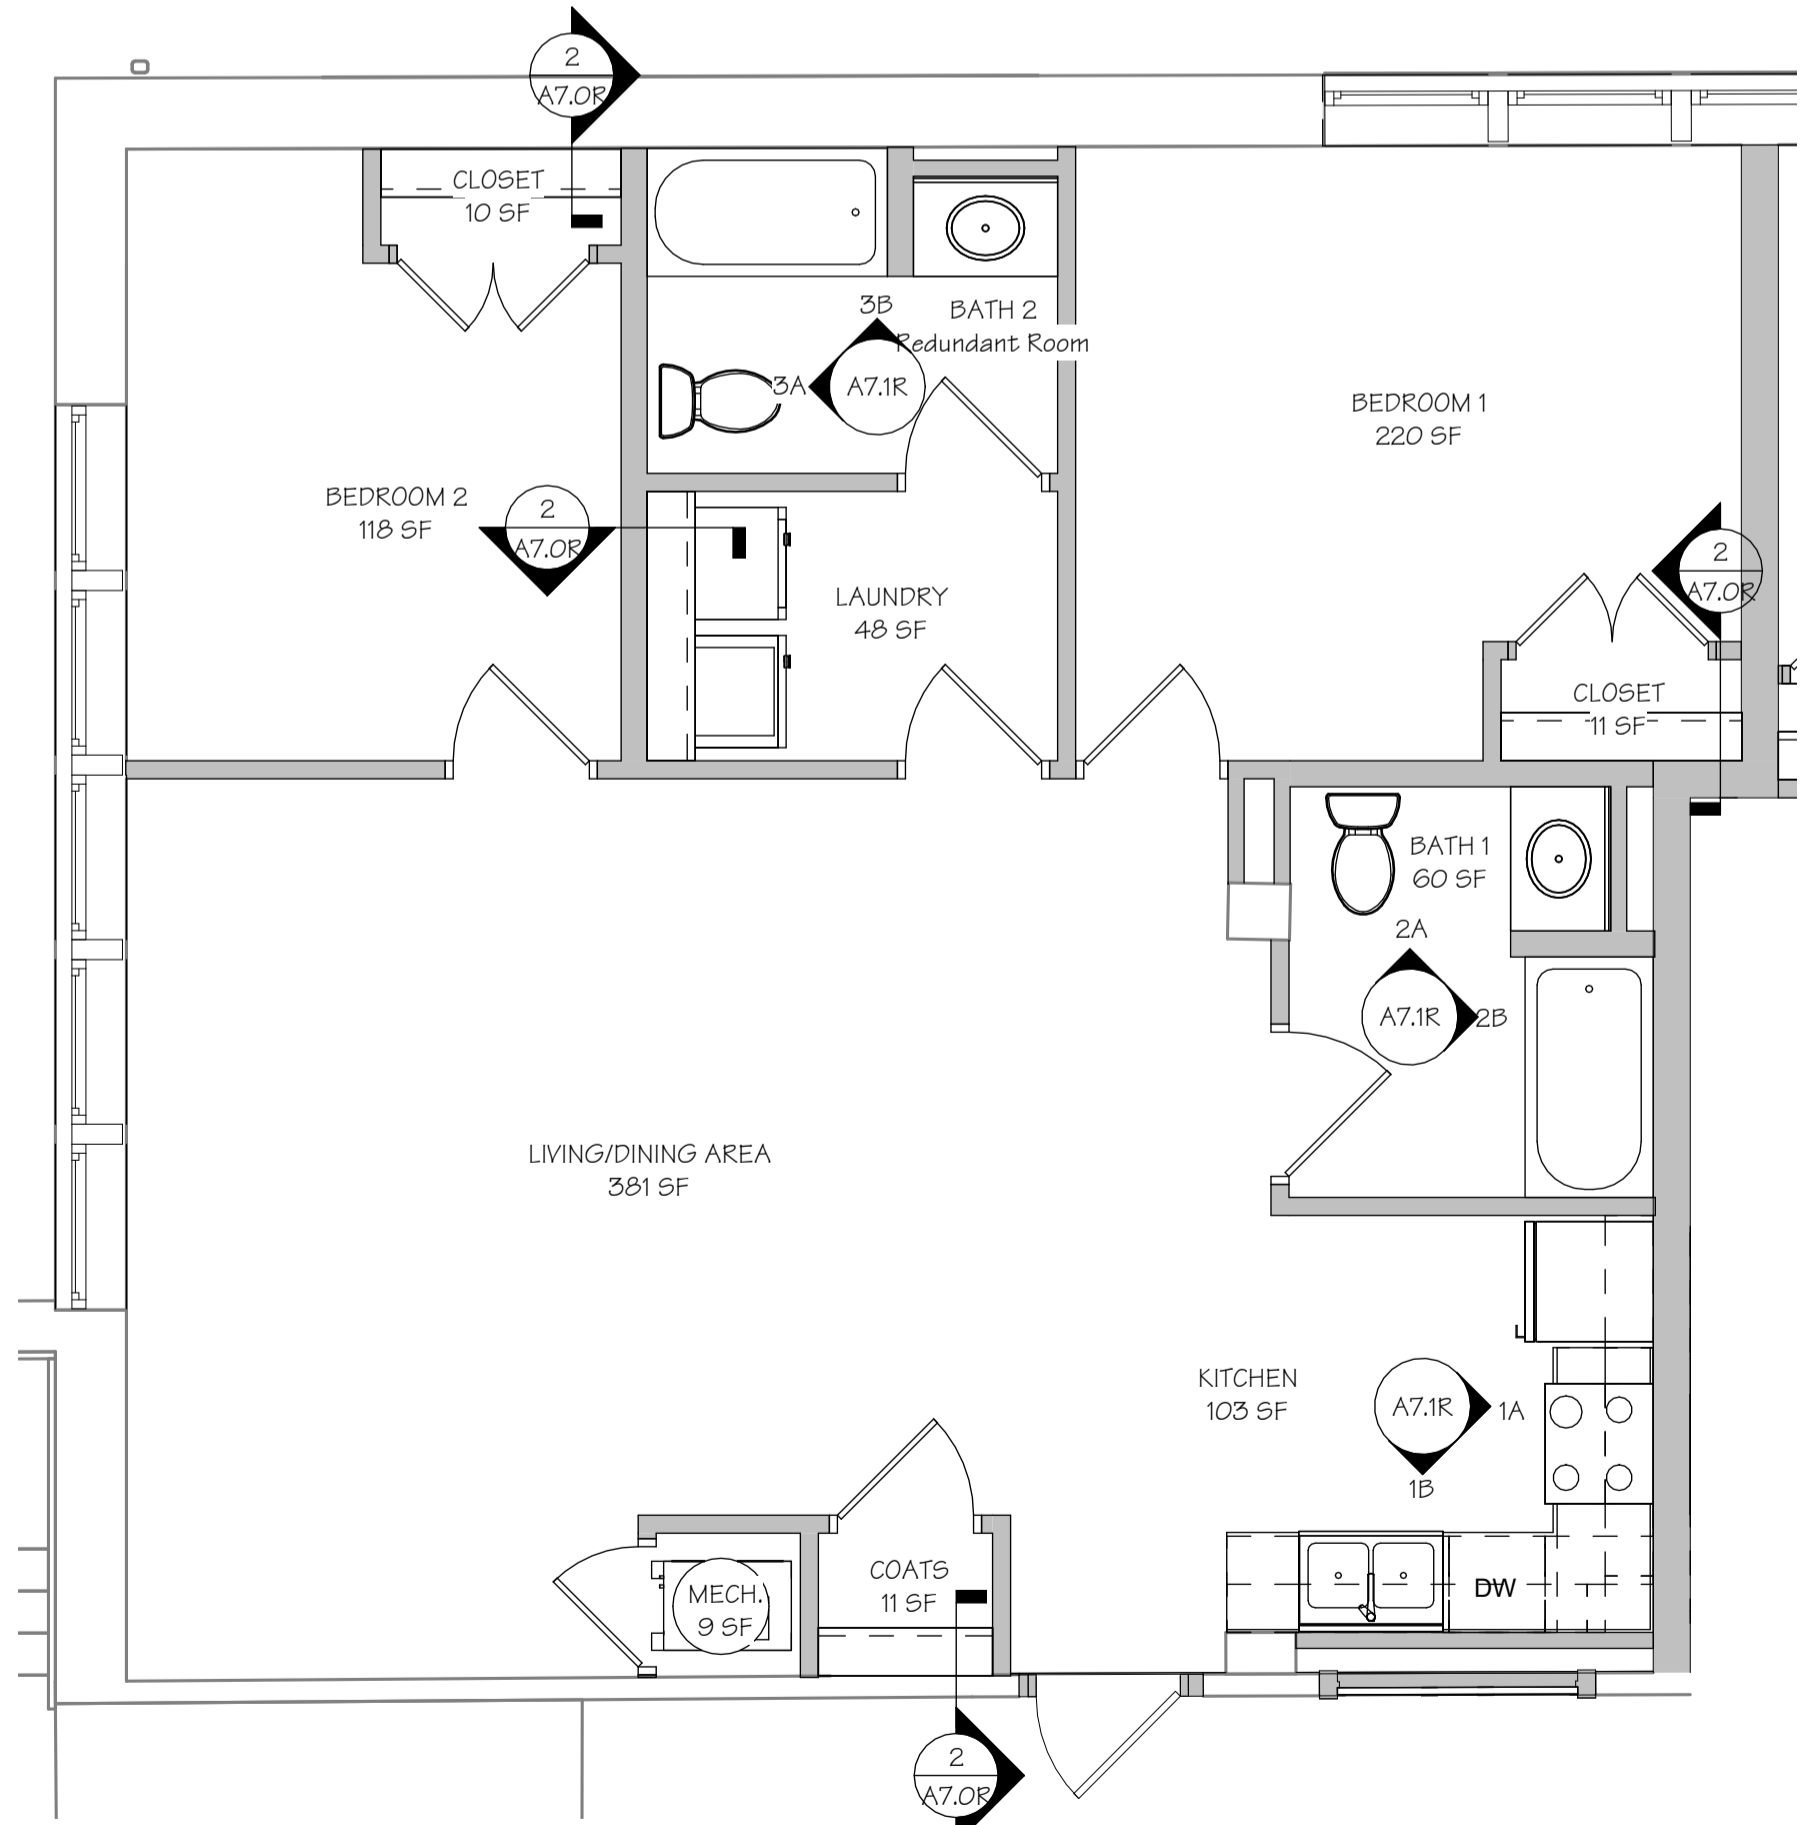 2
A7.0R
CLOSET
10 SF
3B
BATH 2
Redundant Room
3A
A7.1R
BEDROOM 1
220 SF
BEDROOM 2
118 SF
2
A7.0R
2
A7.0R
LAUNDRY
48 SF
CLOSET
11 SF
BATH 1
60 SF
2A
A7.1R
2B
LIVING/DINING AREA
381 SF
KITCHEN
103 SF
A7.1R
1A
1B
COATS
11 SF
MECH.
9 SF
DW
2
A7.0R